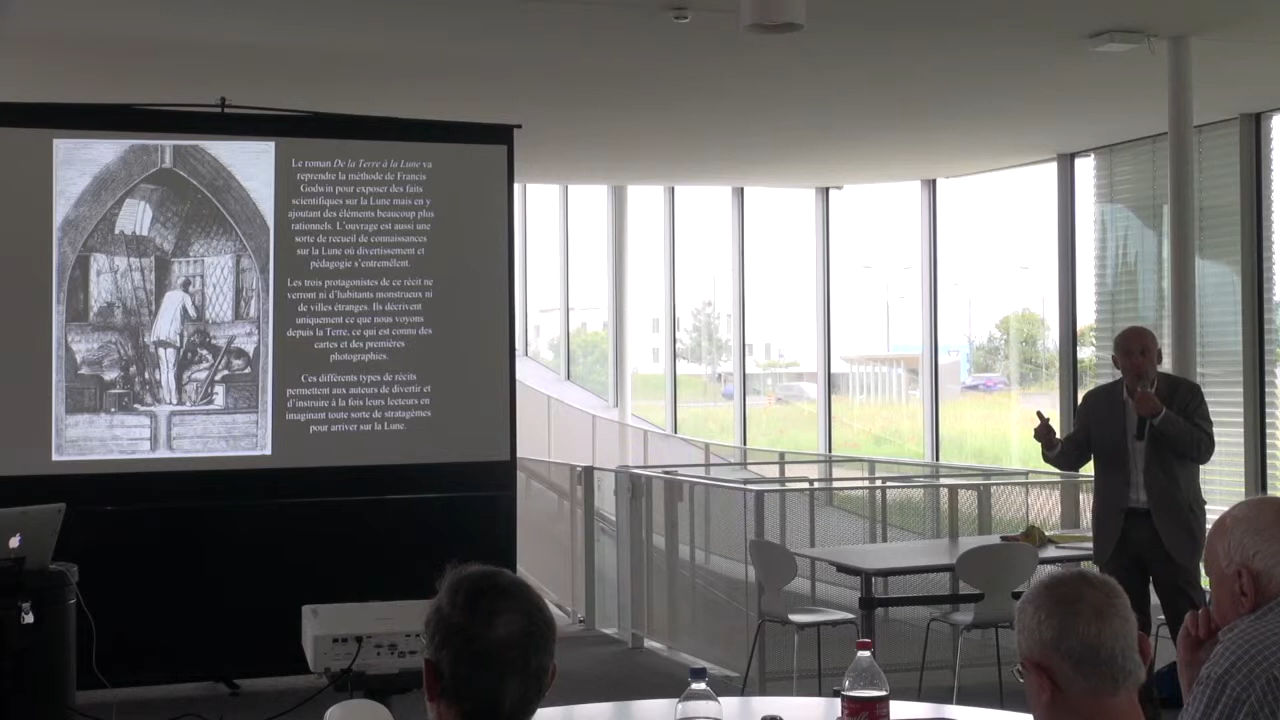 Le roman De la Terre à la Lune va
reprendre la méthode de Francis
Godwin pour exposer des faits
scientifiques sur la Lune mais en y
ajoutant des éléments beaucoup plus
rationnels. L'ouvrage est aussi une
sorte de recueil de connaissances
sur la Lune où divertissement et
pédagogie s'entremêlent.
Les trois protagonistes de ce récit ne
verront ni d'habitants monstrueux ni
de villes étranges. Ils décrivent
uniquement ce que nous voyons
depuis la Terre, ce qui est connu des
cartes et des premières
photographies.
Ces différents types de récits
permettent aux auteurs de divertir et
d'instruire à la fois leurs lecteurs en
imaginant toute sorte de stratagèmes
pour arriver sur la Lune.